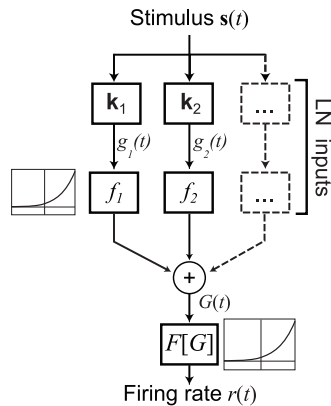 Stimulus s(t)
k1 k2 ...
g1(t) g2(t)
f1 f2 ...
LN inputs
+
G(t)
F[G]
Firing rate r(t)